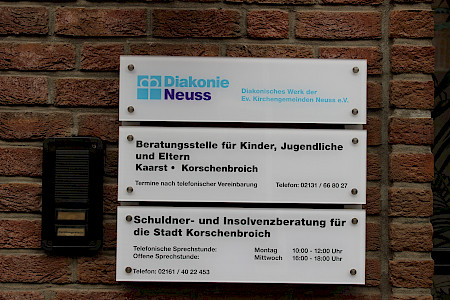 Diakonie
Neuss
Diakonisches Werk der
Ev. Kirchengemeinden Neuss e.V.
Beratungsstelle für Kinder, Jugendliche
und Eltern
Kaarst • Korschenbroich
Termine nach telefonischer Vereinbarung Telefon: 02131 / 66 80 27
Schuldner- und Insolvenzberatung für
die Stadt Korschenbroich
Telefonische Sprechstunde: Montag 10:00 - 12:00 Uhr
Offene Sprechstunde: Mittwoch 16:00 - 18:00 Uhr
Telefon: 02161 / 40 22 453